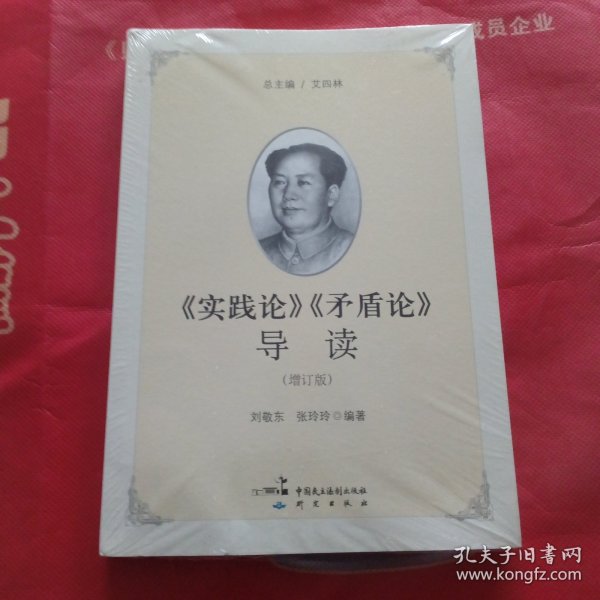 成员企业
总主编 / 艾四林
《实践论》《矛盾论》
导 读
（增订版）
刘敬东 张玲玲◎编著
中国民主法制出版社
研究出版社
孔夫子旧书网
www.kongfz.com